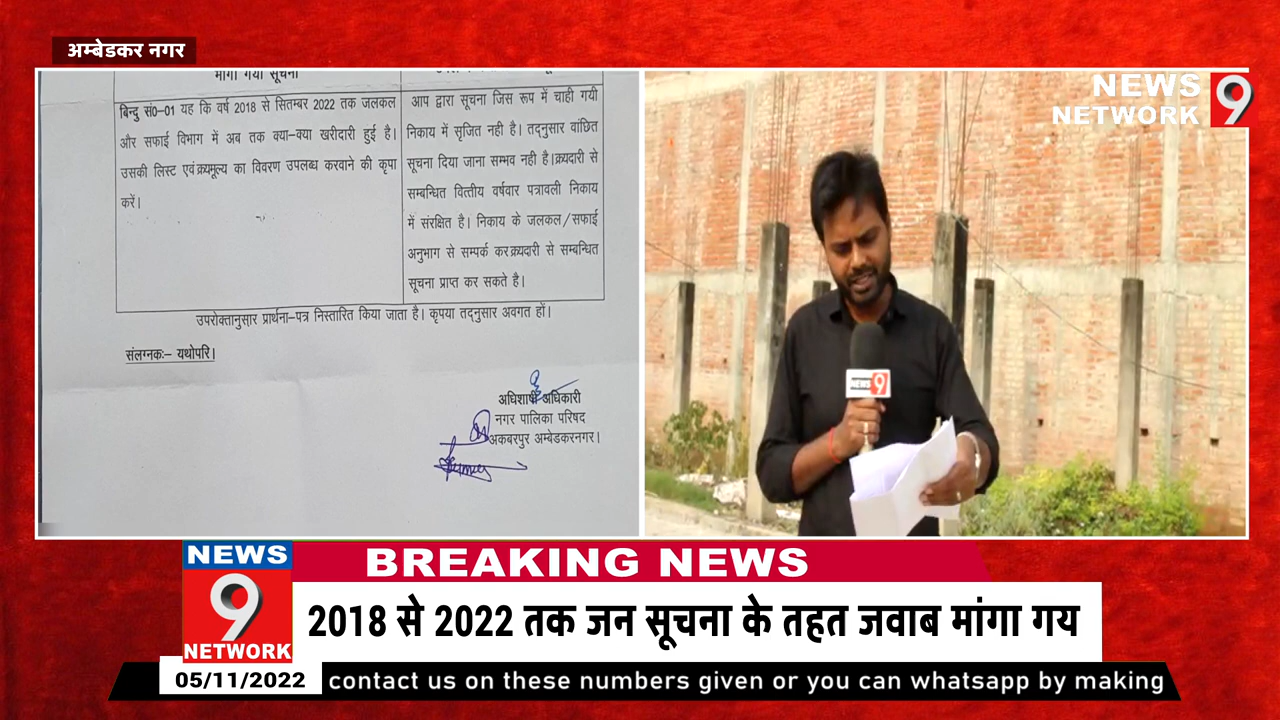 अम्बेडकर नगर
मांगी गयी सूचना
बिन्दु सं0-01 यह कि वर्ष 2018 से सितम्बर 2022 तक जलकल
और सफाई विभाग में अब तक क्या-क्या खरीदारी हुई है।
उसकी लिस्ट एवं क्रयमूल्य का विवरण उपलब्ध करवाने की कृपा
करें।
आप द्वारा सूचना जिस रूप में चाही गयी
निकाय में सृजित नही है। तद्नुसार वांछित
सूचना दिया जाना सम्भव नही है। क्रयदारी से
सम्बन्धित वित्तीय वर्षवार पत्रावली निकाय
में संरक्षित है। निकाय के जलकल/सफाई
अनुभाग से सम्पर्क कर क्रयदारी से सम्बन्धित
सूचना प्राप्त कर सकते है।
उपरोक्तानुसार प्रार्थना-पत्र निस्तारित किया जाता है। कृपया तद्नुसार अवगत हों।
संलग्नकः- यथोपरि।
अधिशाषी अधिकारी
नगर पालिका परिषद
अकबरपुर अम्बेडकरनगर।
NEWS
NETWORK 9
NEWS
NETWORK 9
BREAKING NEWS
NEWS
9
NETWORK
2018 से 2022 तक जन सूचना के तहत जवाब मांगा गय
05/11/2022
contact us on these numbers given or you can whatsapp by making